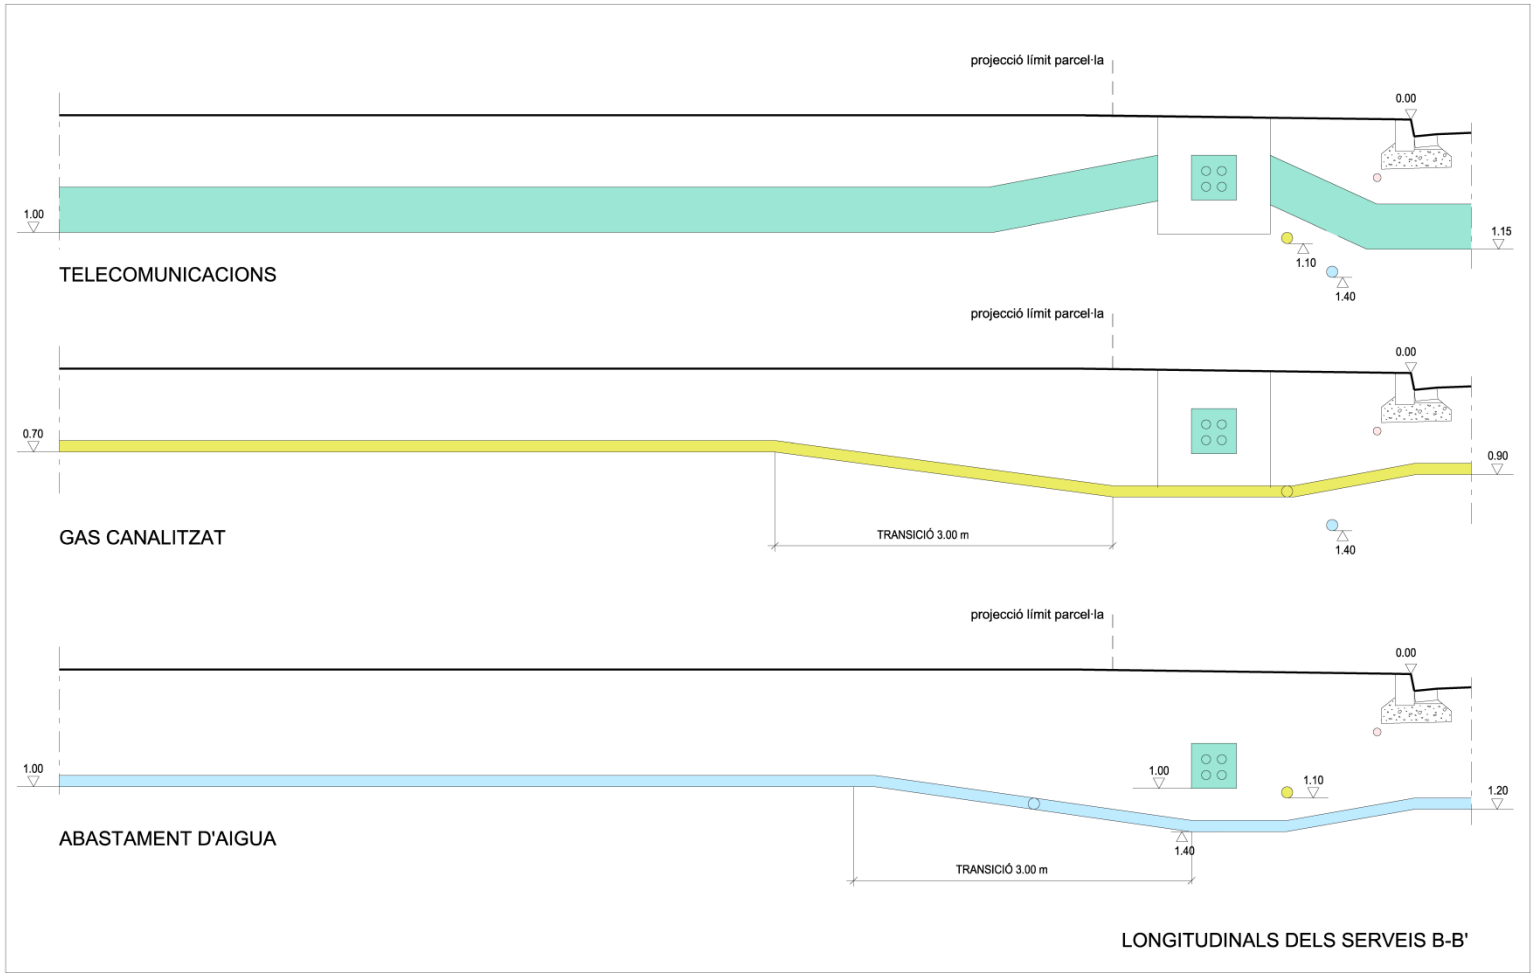 projecció límit parcel·la
0.00
1.00
1.15
1.10
TELECOMUNICACIONS
1.40
projecció límit parcel·la
0.00
0.70
0.90
GAS CANALITZAT
TRANSICIÓ 3.00 m
1.40
projecció límit parcel·la
0.00
1.00
1.00
1.10
1.20
ABASTAMENT D'AIGUA
1.40
TRANSICIÓ 3.00 m
LONGITUDINALS DELS SERVEIS B-B'